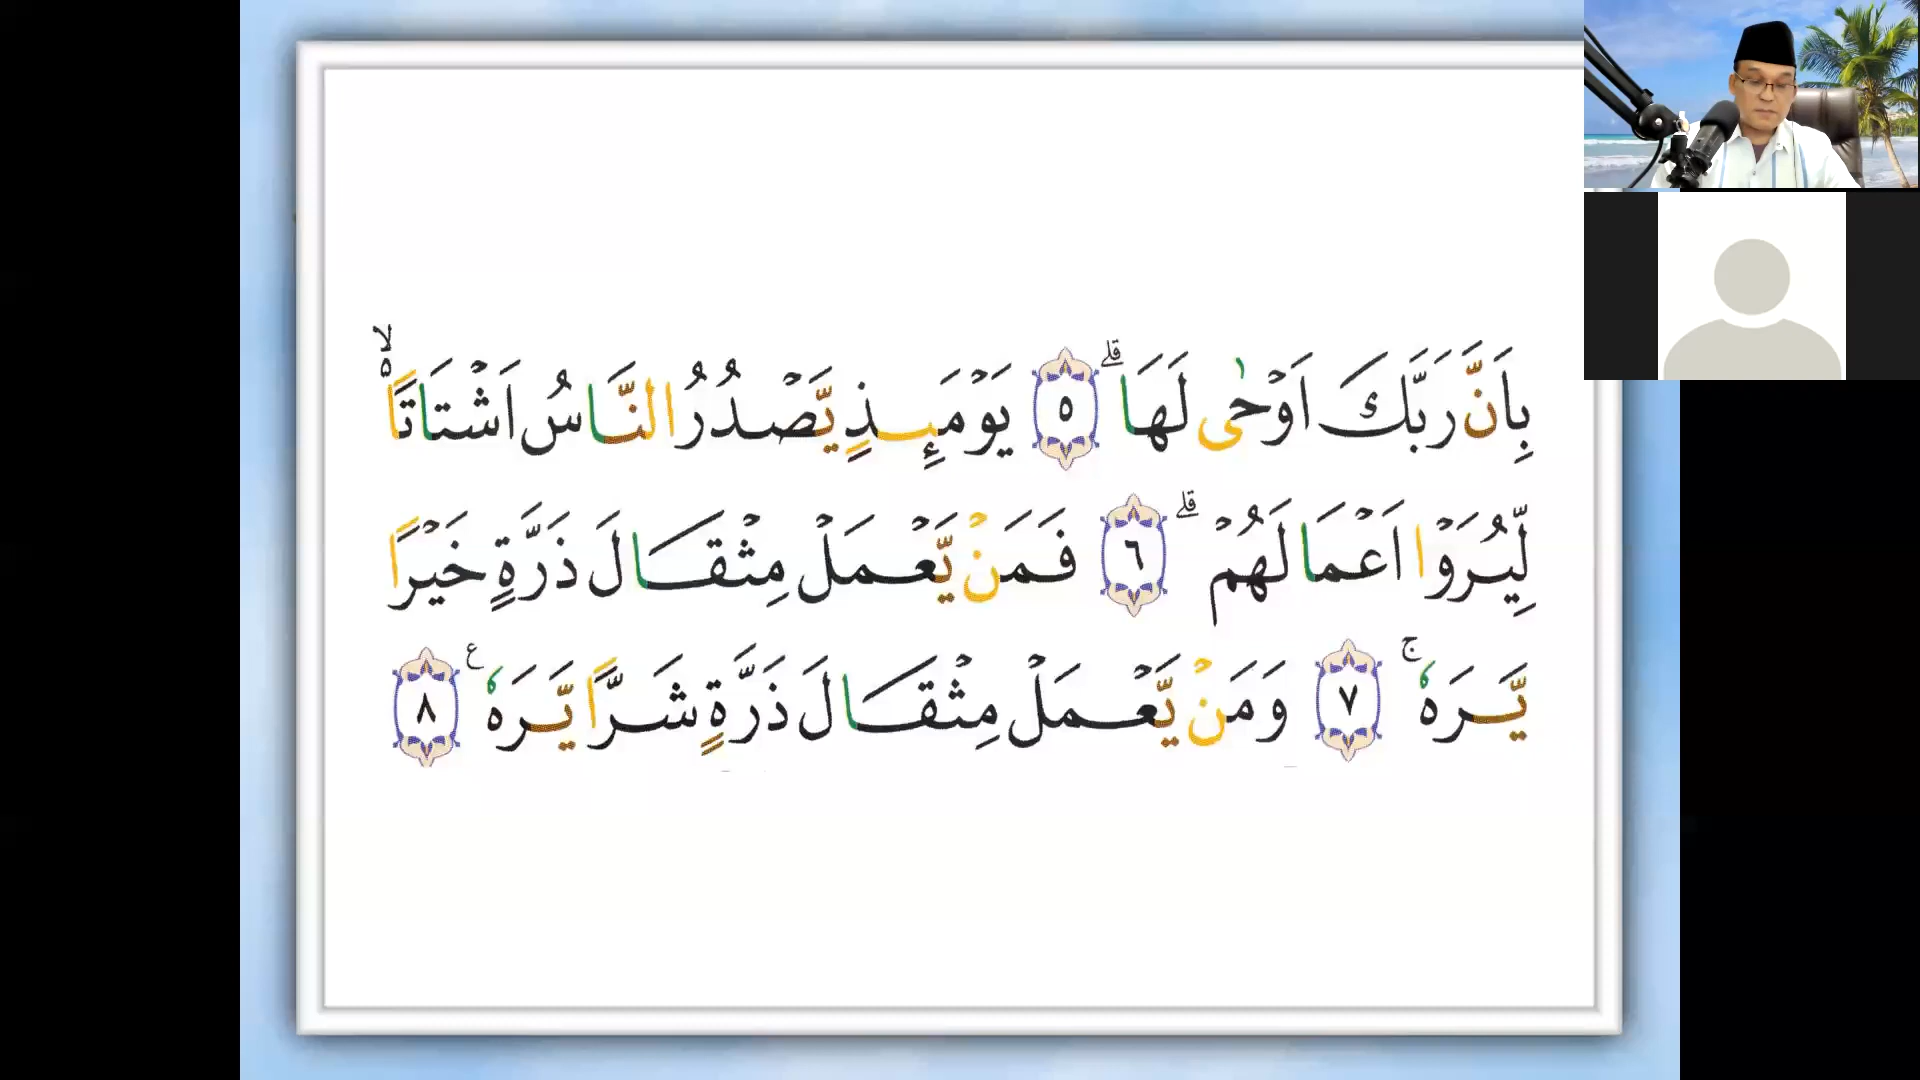 بِاَنَّ رَبَّكَ اَوْحٰى لَهَاۗ ٥ يَوْمَىِٕذٍ يَّصْدُرُ النَّاسُ اَشْتَاتًا ەۙ
لِّيُرَوْا اَعْمَالَهُمْۗ ٦ فَمَنْ يَّعْمَلْ مِثْقَالَ ذَرَّةٍ خَيْرًا
يَّرَهٗۚ ٧ وَمَنْ يَّعْمَلْ مِثْقَالَ ذَرَّةٍ شَرًّا يَّرَهٗ ࣖ ٨